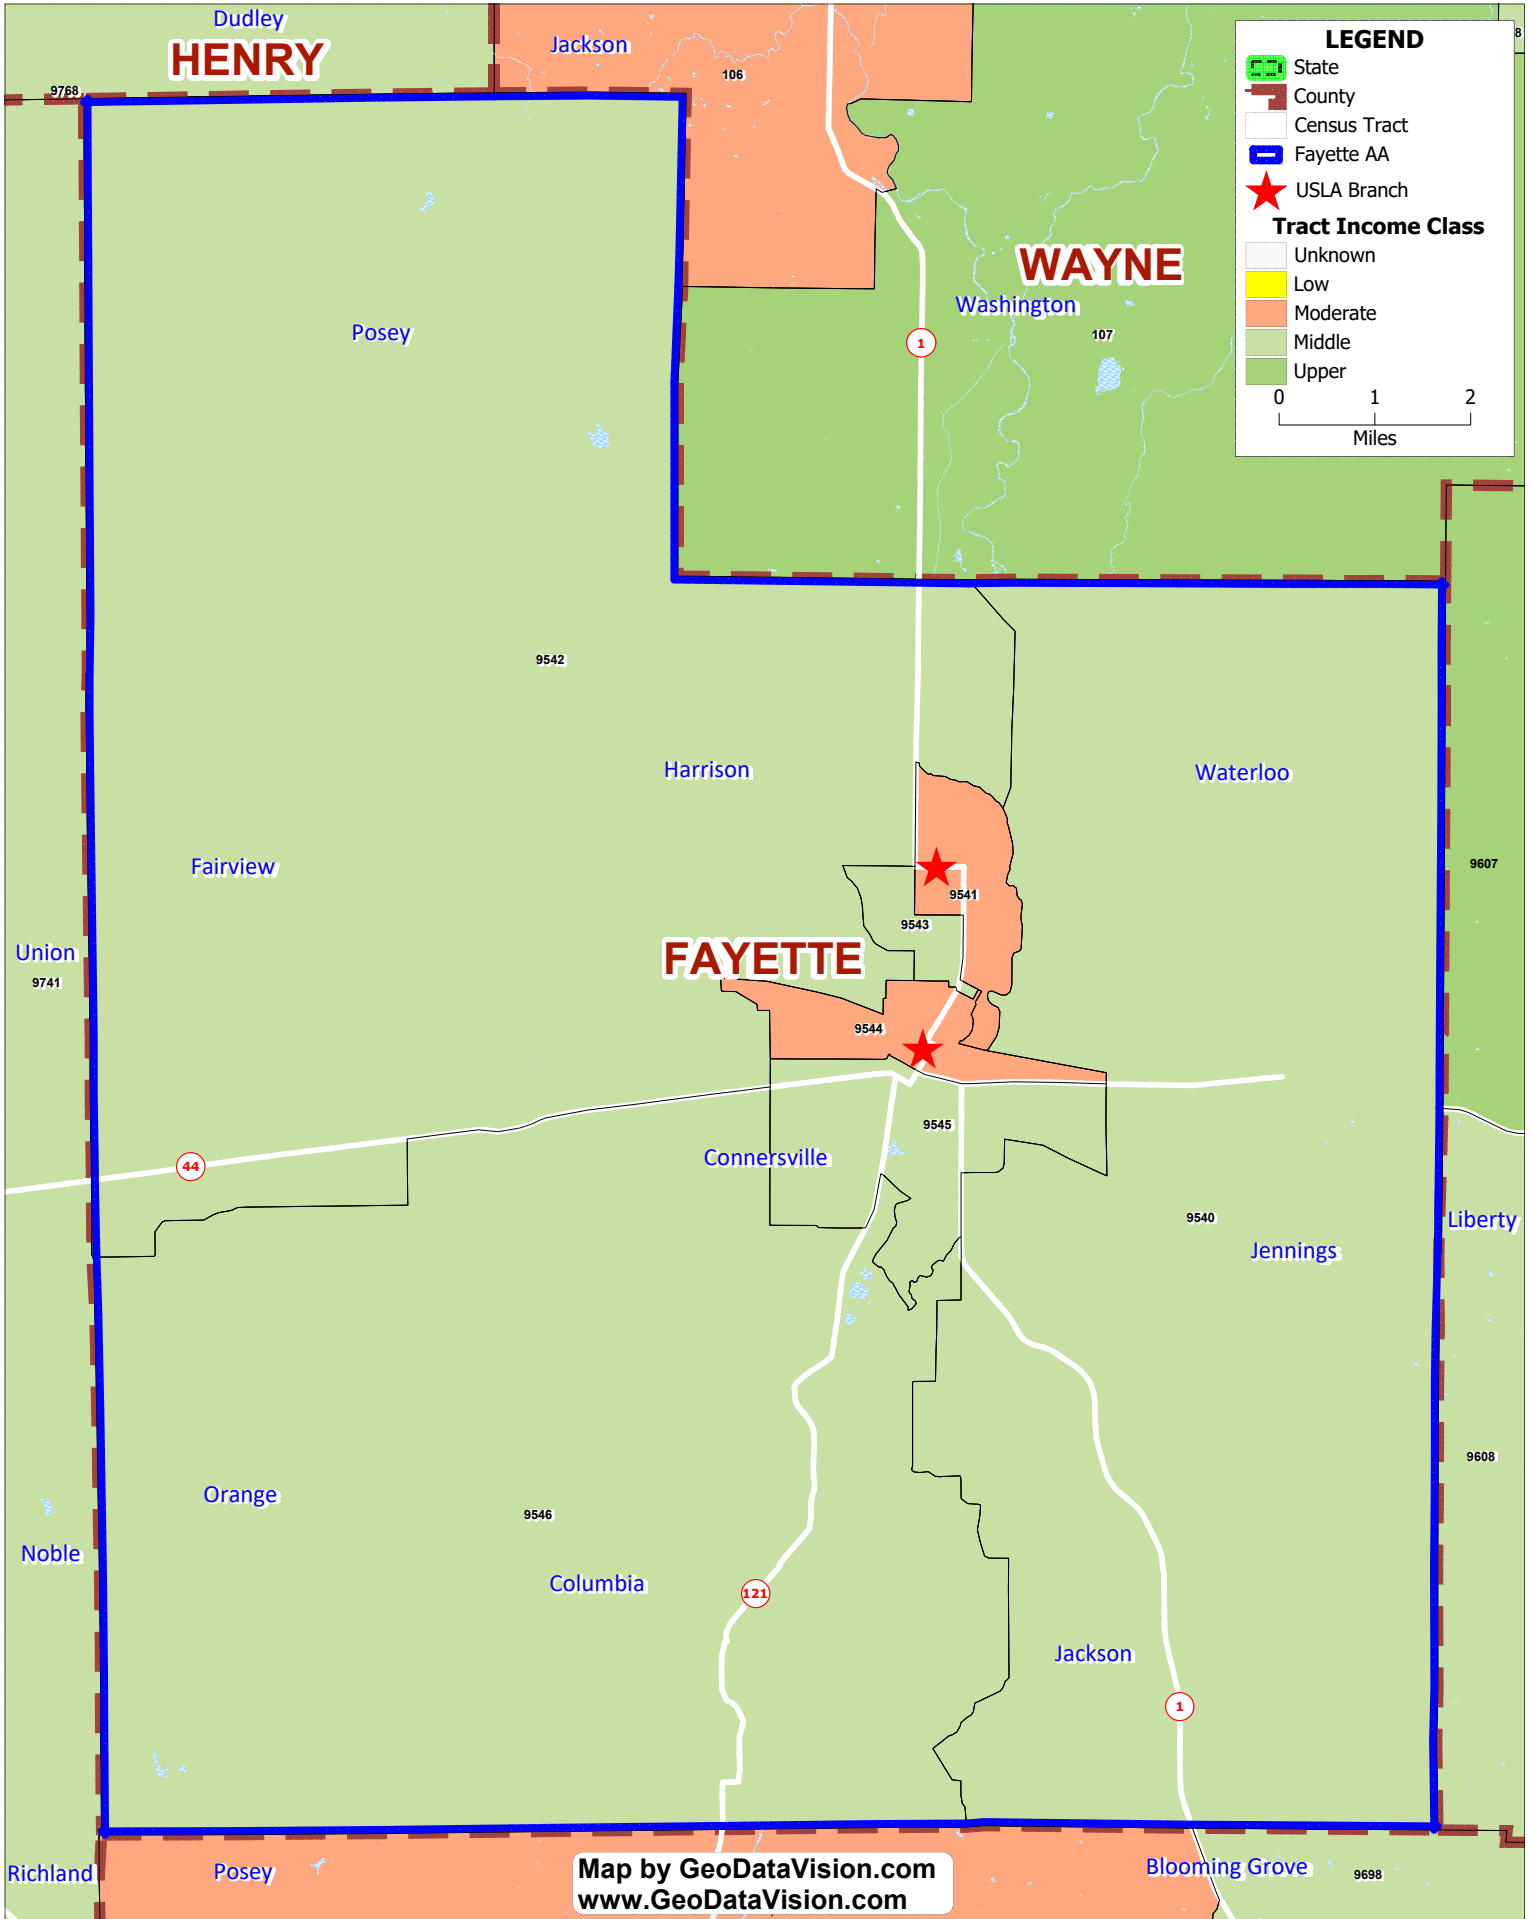 Dudley
HENRY
Jackson
106
9768
8
LEGEND
State
County
Census Tract
Fayette AA
USLA Branch
Tract Income Class
Unknown
Low
Moderate
Middle
Upper
0 1 2
Miles
WAYNE
Washington
107
Posey
1
9542
Harrison
Waterloo
Fairview
9607
9541
9543
Union
FAYETTE
9741
9544
9545
Connersville
44
9540
Liberty
Jennings
9608
Orange
9546
Noble
Columbia
121
Jackson
1
Richland
Posey
Map by GeoDataVision.com
www.GeoDataVision.com
Blooming Grove
9698